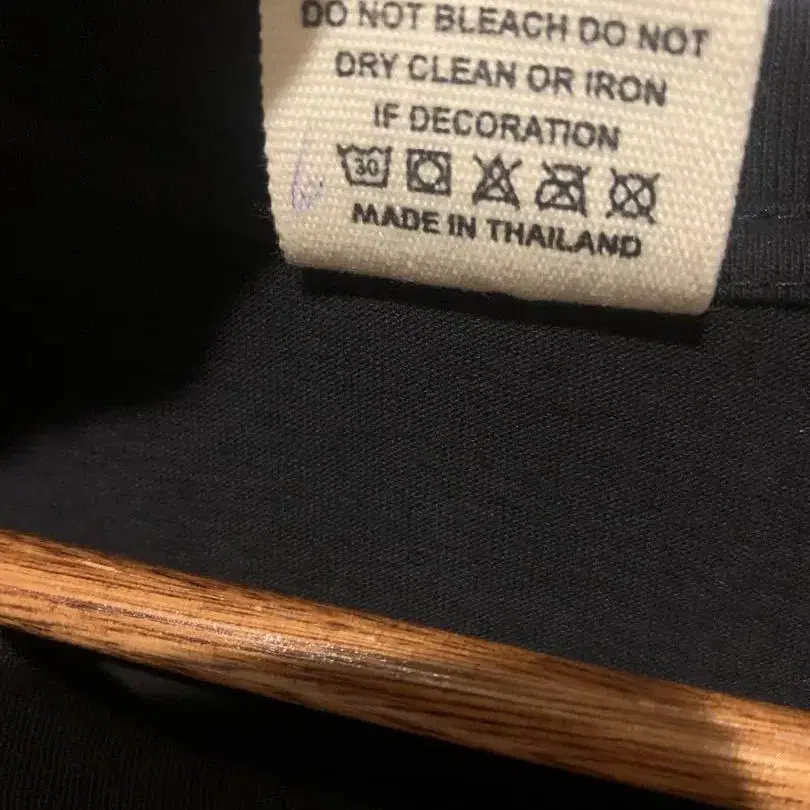 DO NOT BLEACH DO NOT
DRY CLEAN OR IRON
IF DECORATION
30
MADE IN THAILAND